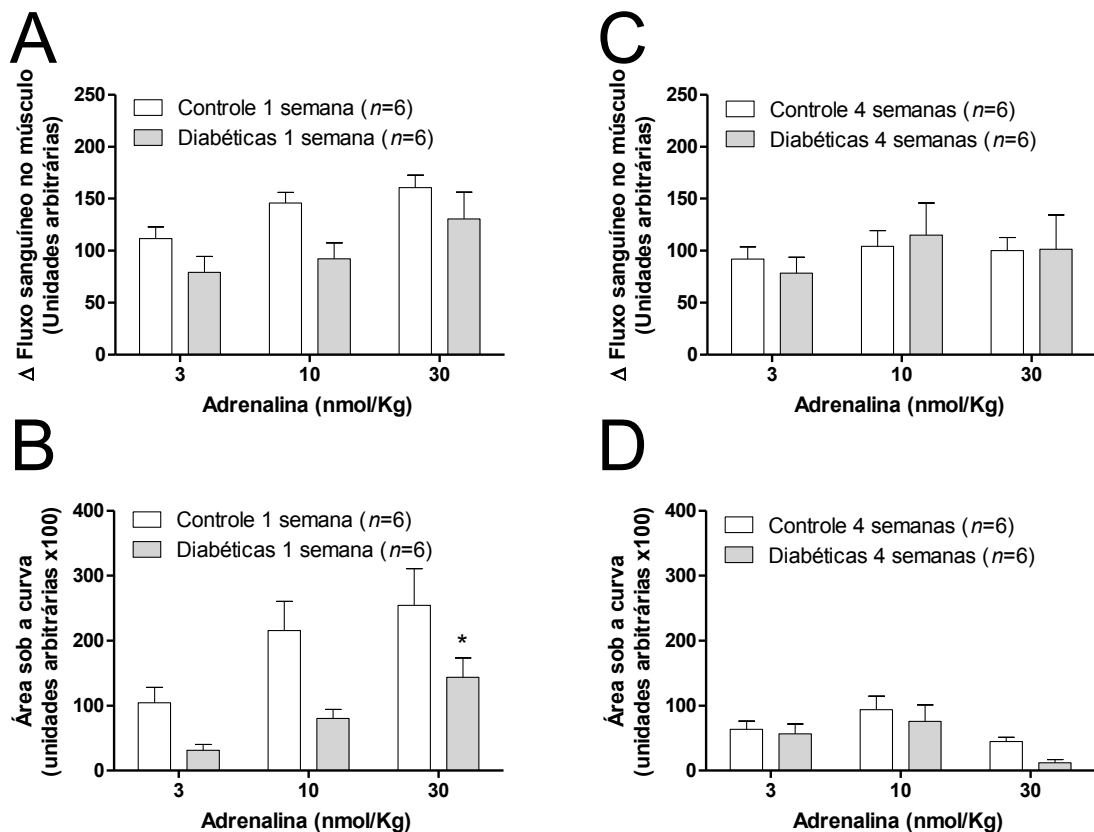 A
Δ Fluxo sanguíneo no músculo
(Unidades arbitrárias)
250
200
150
100
50
0
Controle 1 semana (n=6)
Diabéticas 1 semana (n=6)
3 10 30
Adrenalina (nmol/Kg)
C
Δ Fluxo sanguíneo no músculo
(Unidades arbitrárias)
250
200
150
100
50
0
Controle 4 semanas (n=6)
Diabéticas 4 semanas (n=6)
3 10 30
Adrenalina (nmol/Kg)
B
Área sob a curva
(unidades arbitrárias x100)
400
300
200
100
0
Controle 1 semana (n=6)
Diabéticas 1 semana (n=6)
*
3 10 30
Adrenalina (nmol/Kg)
D
Área sob a curva
(unidades arbitrárias x100)
400
300
200
100
0
Controle 4 semanas (n=6)
Diabéticas 4 semanas (n=6)
3 10 30
Adrenalina (nmol/Kg)